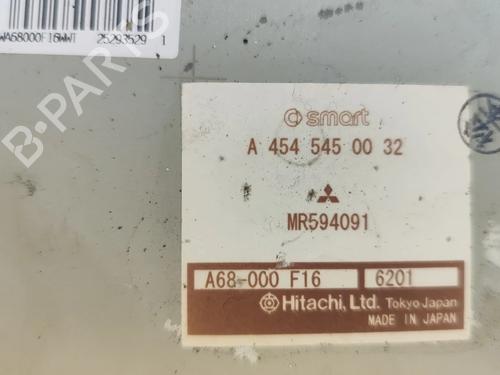 WA68000F16WWT 25293529 1
B-PARTS
smart
A 454 545 00 32
MR594091
A68-000 F16 6201
Hitachi, Ltd. Tokyo Japan
MADE IN JAPAN